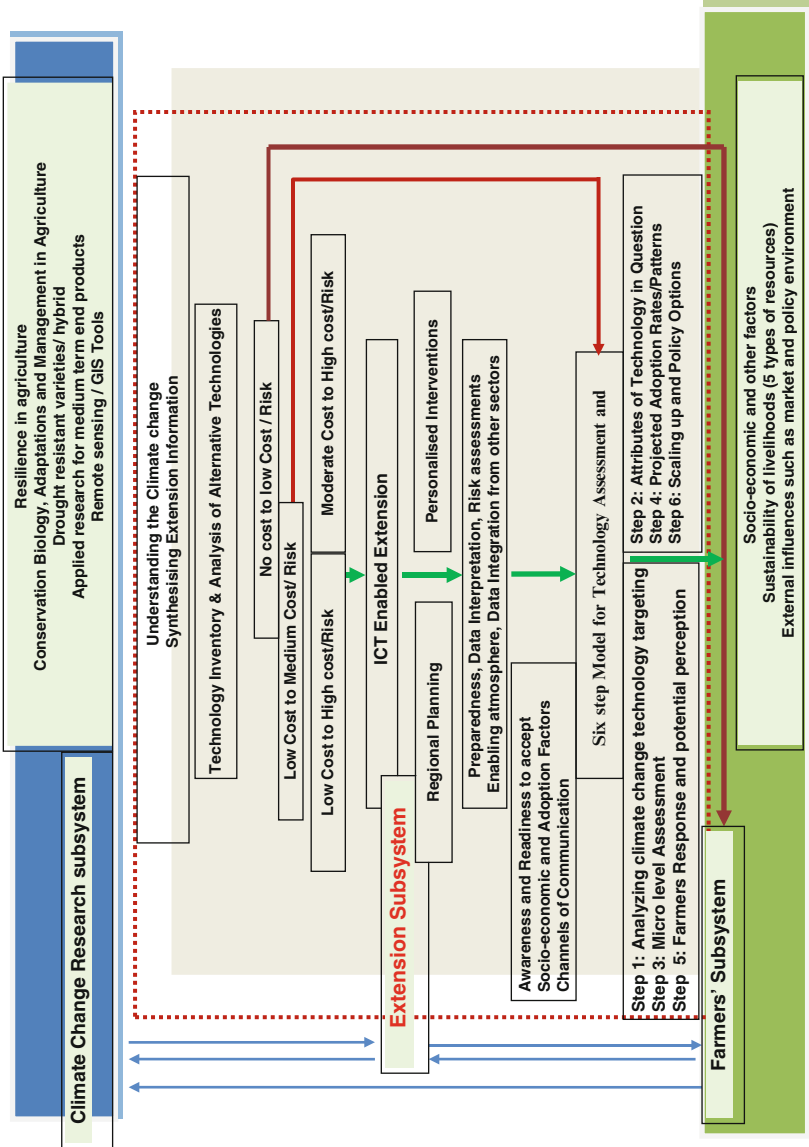 Climate Change Research subsystem
Resilience in agriculture
Conservation Biology, Adaptations and Management in Agriculture
Drought resistant varieties/ hybrid
Applied research for medium term end products
Remote sensing / GIS Tools
Understanding the Climate change
Synthesising Extension Information
Technology Inventory & Analysis of Alternative Technologies
No cost to low Cost / Risk
Low Cost to Medium Cost/ Risk
Low Cost to High cost/Risk
Moderate Cost to High cost/Risk
ICT Enabled Extension
Extension Subsystem
Regional Planning
Personalised Interventions
Preparedness, Data Interpretation, Risk assessments
Enabling atmosphere, Data Integration from other sectors
Awareness and Readiness to accept
Socio-economic and Adoption Factors
Channels of Communication
Six step Model for Technology Assessment and
Step 1: Analyzing climate change technology targeting
Step 3: Micro level Assessment
Step 5: Farmers Response and potential perception
Step 2: Attributes of Technology in Question
Step 4: Projected Adoption Rates/Patterns
Step 6: Scaling up and Policy Options
Farmers' Subsystem
Socio-economic and other factors
Sustainability of livelihoods (5 types of resources)
External influences such as market and policy environment